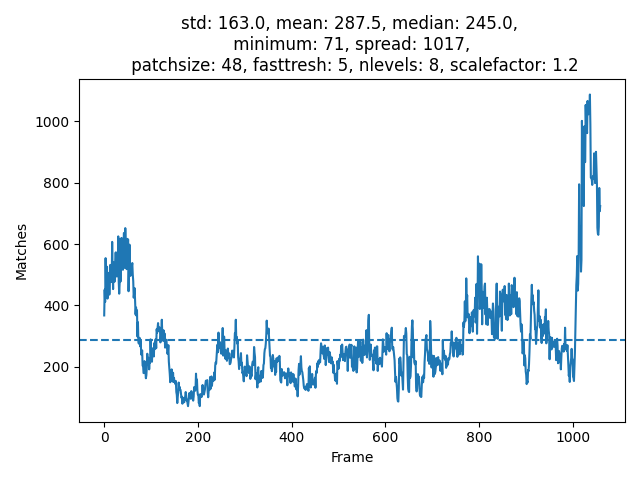 std: 163.0, mean: 287.5, median: 245.0,
minimum: 71, spread: 1017,
patchsize: 48, fasttresh: 5, nlevels: 8, scalefactor: 1.2
1000
800
600
400
200
Matches
0 200 400 600 800 1000
Frame